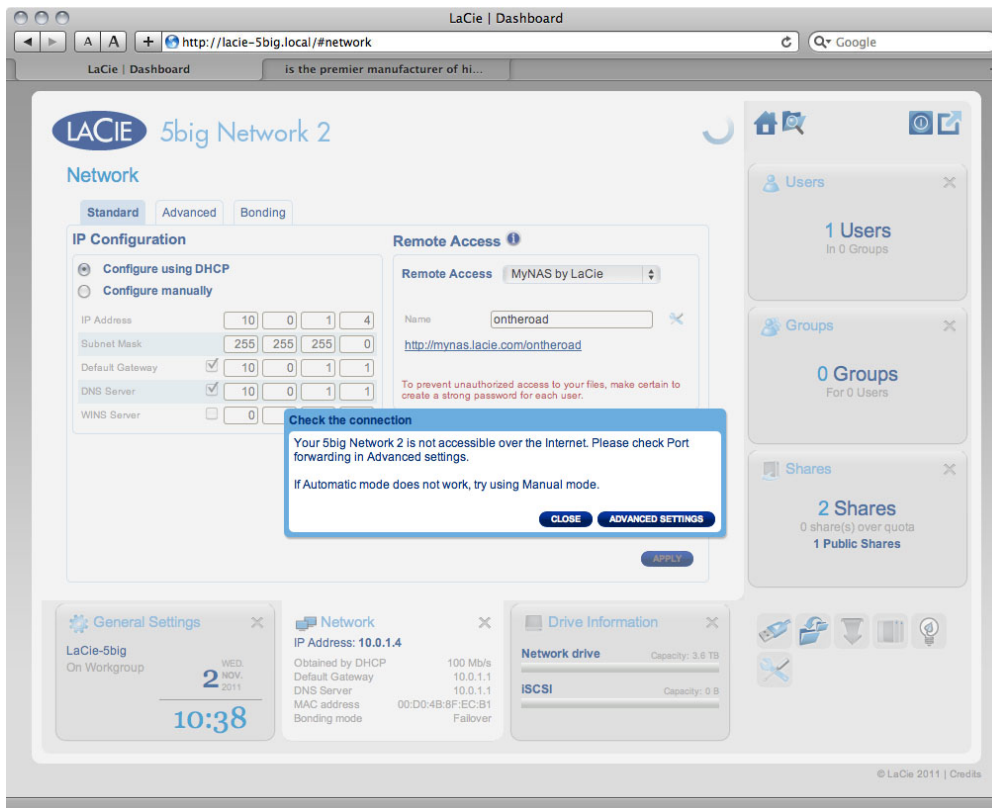 LaCie | Dashboard
A A + http://lacie-5big.local/#network Google
LaCie | Dashboard is the premier manufacturer of hi...
LACIE 5big Network 2
Network
Standard Advanced Bonding
IP Configuration
Configure using DHCP
Configure manually
IP Address 10 0 1 4
Subnet Mask 255 255 255 0
Default Gateway 10 0 1 1
DNS Server 10 0 1 1
WINS Server 0
Remote Access
Remote Access MyNAS by LaCie
Name ontheroad
http://mynas.lacie.com/ontheroad
To prevent unauthorized access to your files, make certain to
create a strong password for each user.
Check the connection
Your 5big Network 2 is not accessible over the Internet. Please check Port
forwarding in Advanced settings.
If Automatic mode does not work, try using Manual mode.
CLOSE ADVANCED SETTINGS
APPLY
Users
1 Users
In 0 Groups
Groups
0 Groups
For 0 Users
Shares
2 Shares
0 share(s) over quota
1 Public Shares
General Settings
LaCie-5big
On Workgroup
WED.
2 NOV.
2011
10:38
Network
IP Address: 10.0.1.4
Obtained by DHCP 100 Mb/s
Default Gateway 10.0.1.1
DNS Server 10.0.1.1
MAC address 00:D0:4B:8F:EC:B1
Bonding mode Failover
Drive Information
Network drive Capacity: 3.6 TB
iSCSI Capacity: 0 B
© LaCie 2011 | Credits